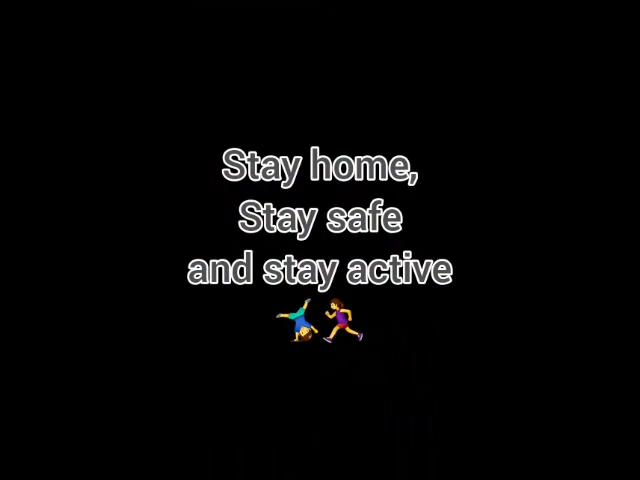 Stay home,
Stay safe
and stay active
🤸‍♂️🏃‍♀️